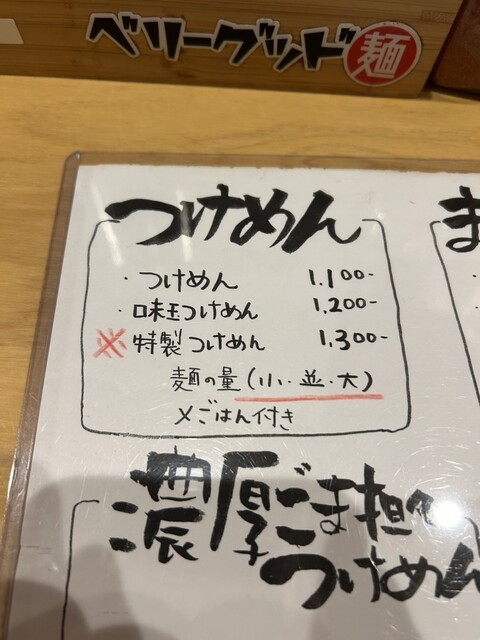 ベリーグッド麺
つけめん
・つけめん 1.100-
・味玉つけめん 1.200-
※特製つけめん 1.300-
麺の量(小・並・大)
〆ごはん付き
濃厚ごま担々
つけめん
ま